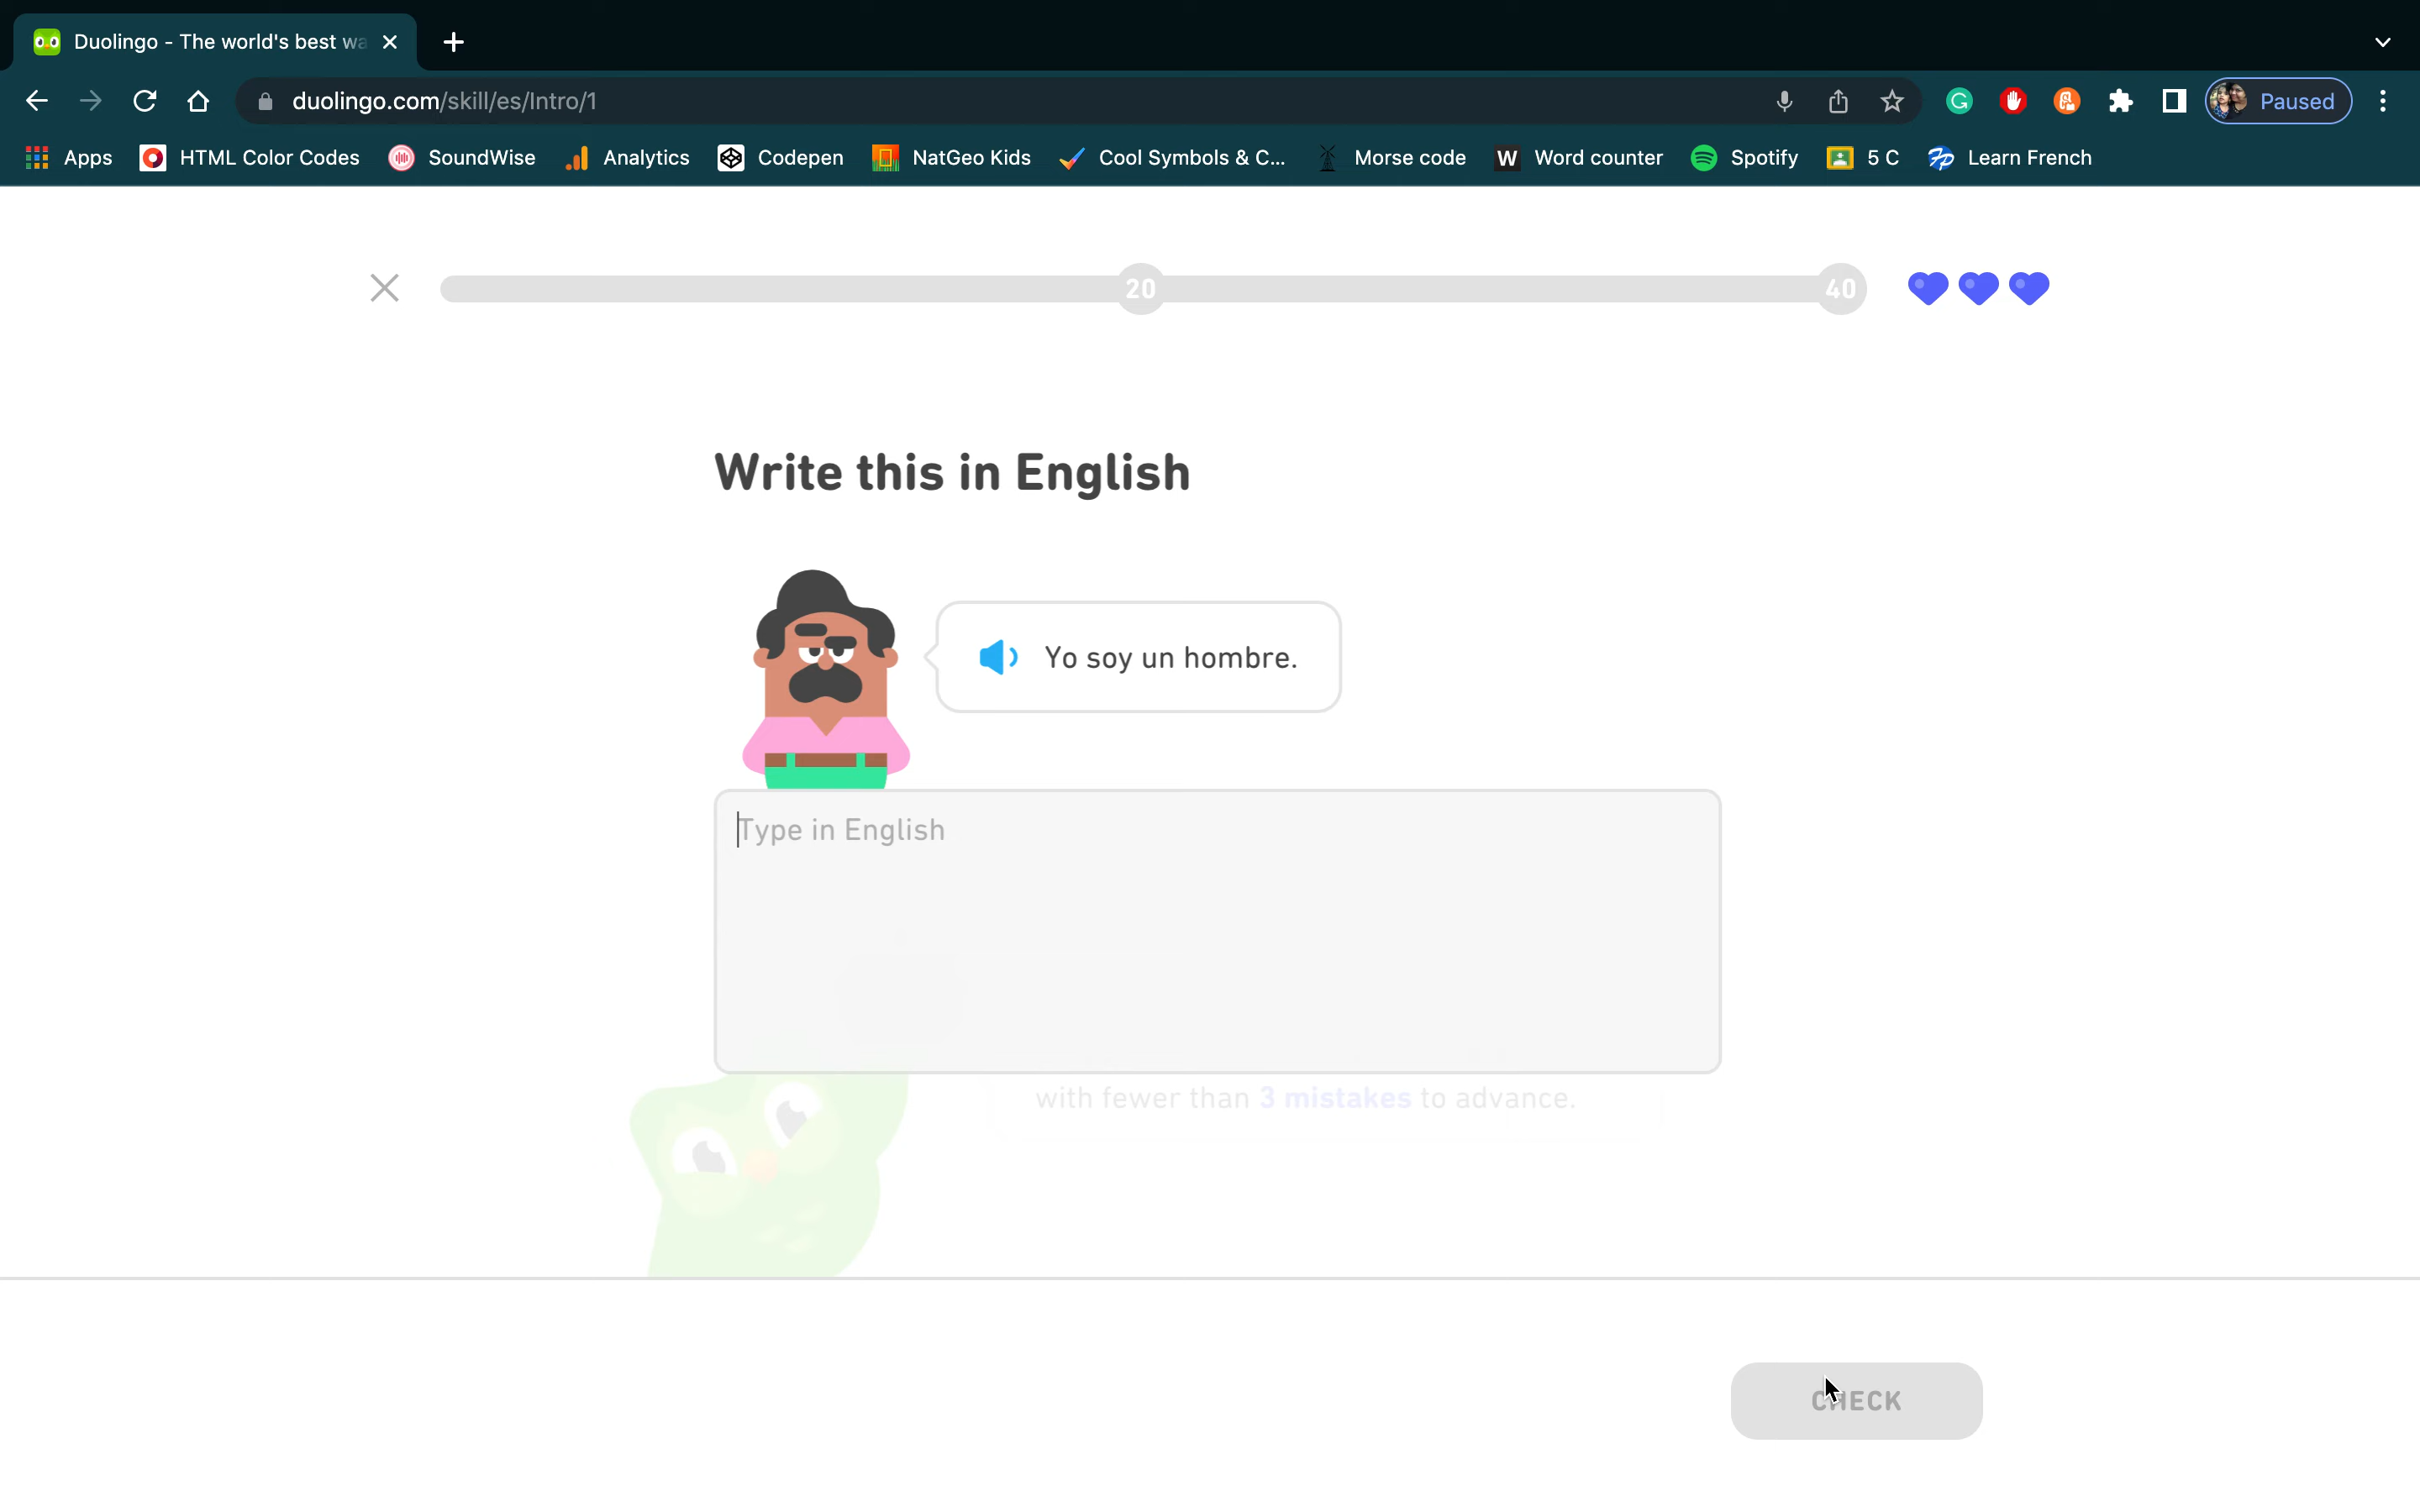 Duolingo - The world's best wa
duolingo.com/skill/es/Intro/1
Paused
Apps
HTML Color Codes
SoundWise
Analytics
Codepen
NatGeo Kids
Cool Symbols & C...
Morse code
W Word counter
Spotify
5 C
Learn French
20
40
Write this in English
Yo soy un hombre.
Type in English
with fewer than 3 mistakes to advance.
CHECK